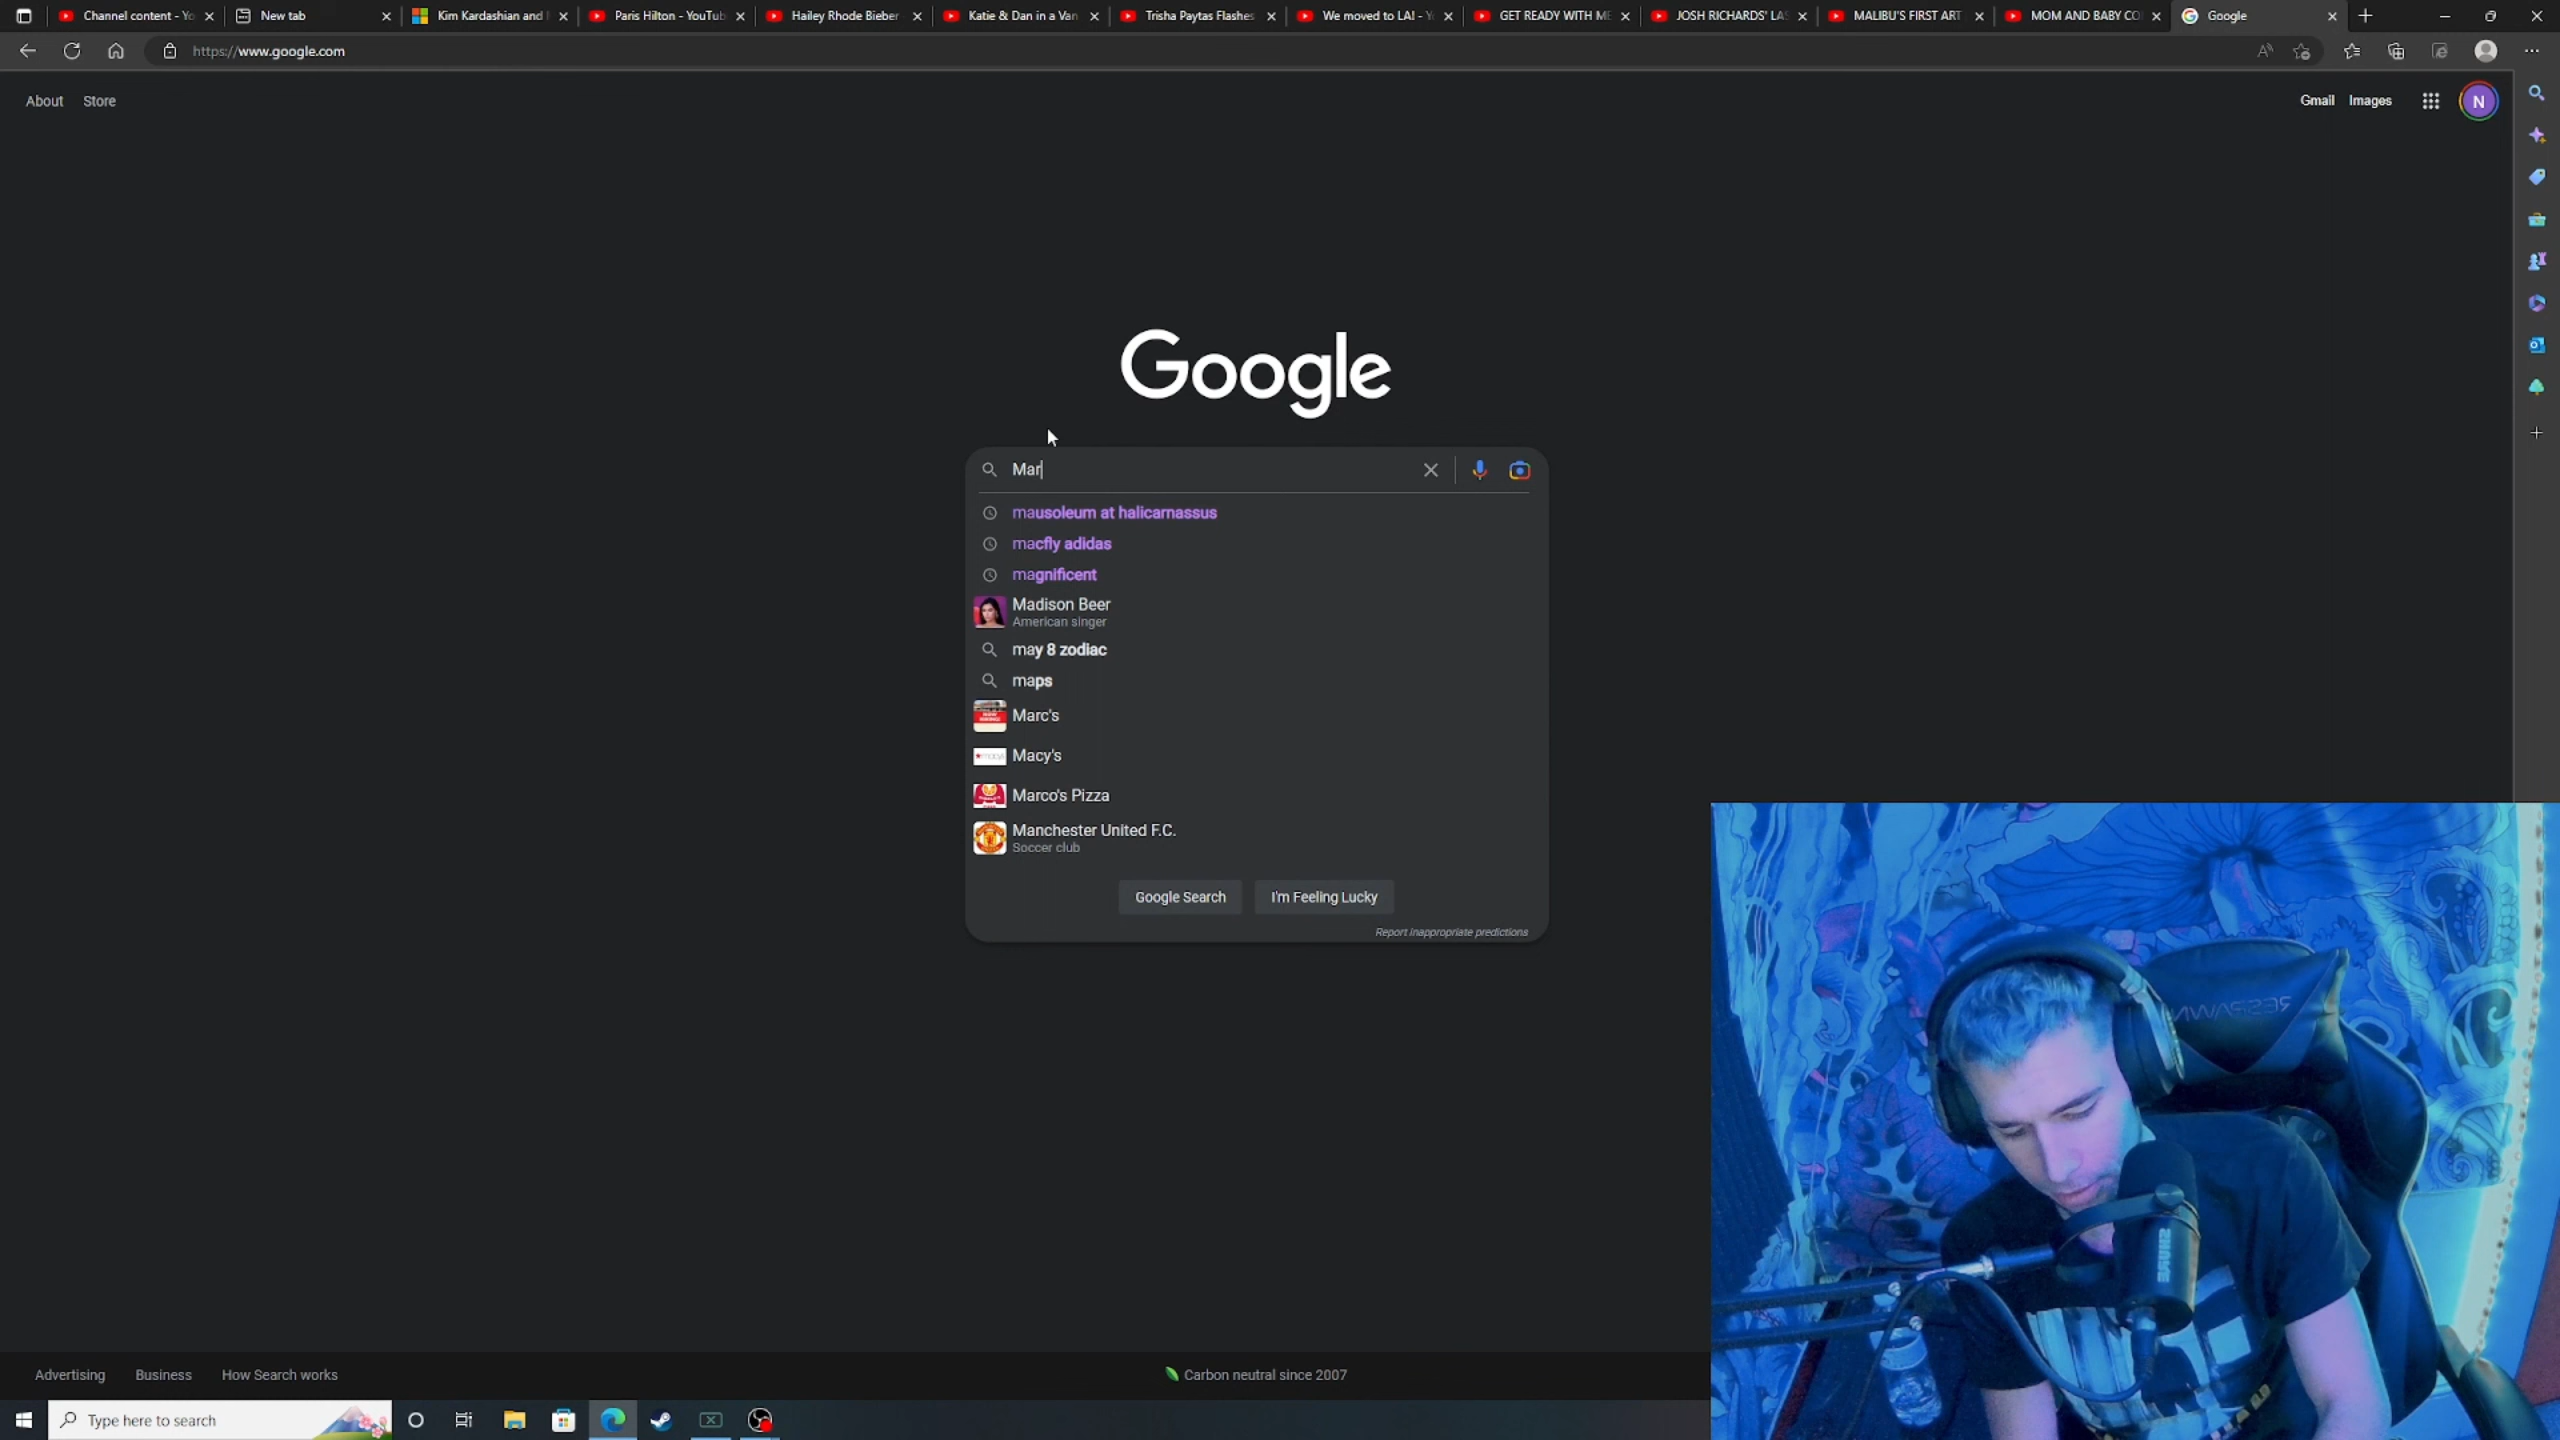 Channel content - Yo
New tab
Kim Kardashian and
Paris Hilton - YouTub
Hailey Rhode Bieber
Katie & Dan in a Van
Trisha Paytas Flashes
We moved to LA! - Y
GET READY WITH ME
JOSH RICHARDS' LAS
MALIBU'S FIRST ART
MOM AND BABY CO
Google
https://www.google.com
About
Store
Gmail
Images
N
Google
Mar
mausoleum at halicarnassus
macfly adidas
magnificent
Madison Beer
American singer
may 8 zodiac
maps
Marc's
Macy's
Marco's Pizza
Manchester United F.C.
Soccer club
Google Search
I'm Feeling Lucky
Report inappropriate predictions
RESPAWN
SHURE
Advertising
Business
How Search works
Carbon neutral since 2007
Type here to search